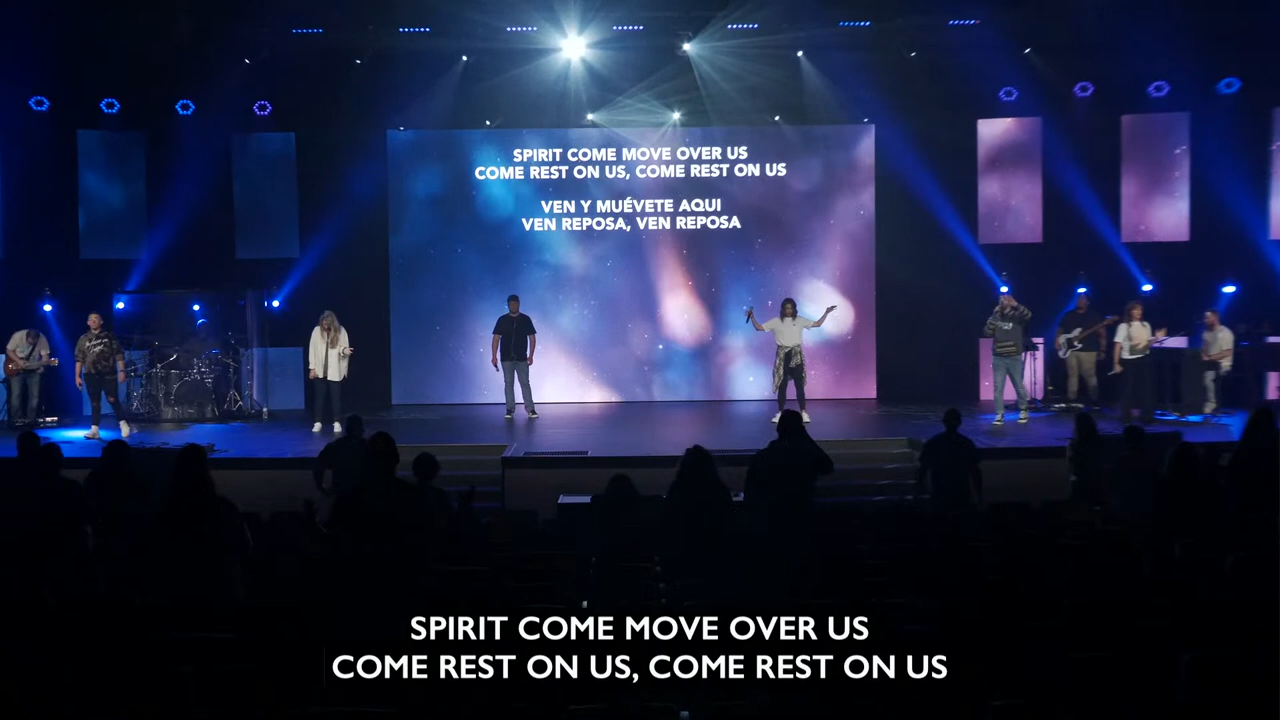 SPIRIT COME MOVE OVER US
COME REST ON US, COME REST ON US
VEN Y MUÉVETE AQUI
VEN REPOSA, VEN REPOSA
SPIRIT COME MOVE OVER US
COME REST ON US, COME REST ON US